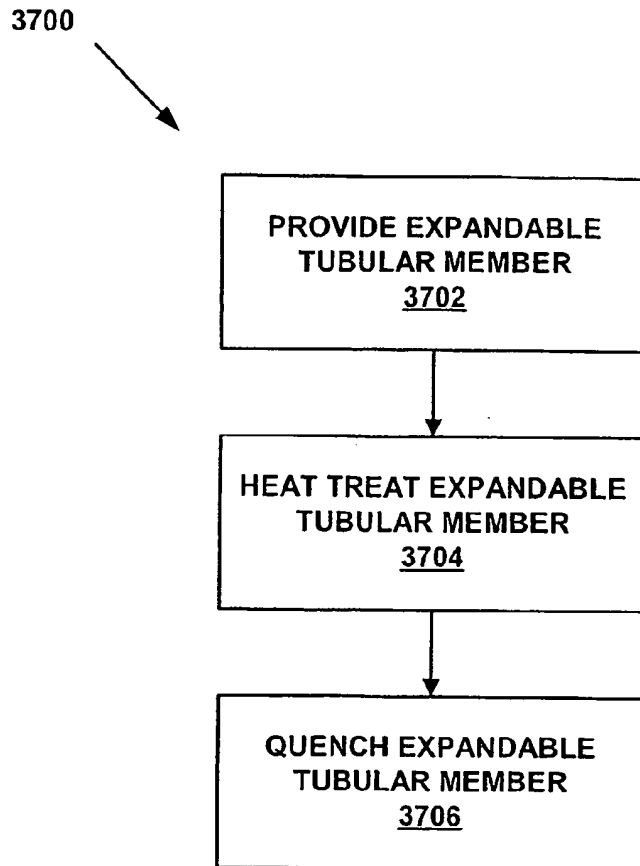 3700
PROVIDE EXPANDABLE
TUBULAR MEMBER
3702
HEAT TREAT EXPANDABLE
TUBULAR MEMBER
3704
QUENCH EXPANDABLE
TUBULAR MEMBER
3706